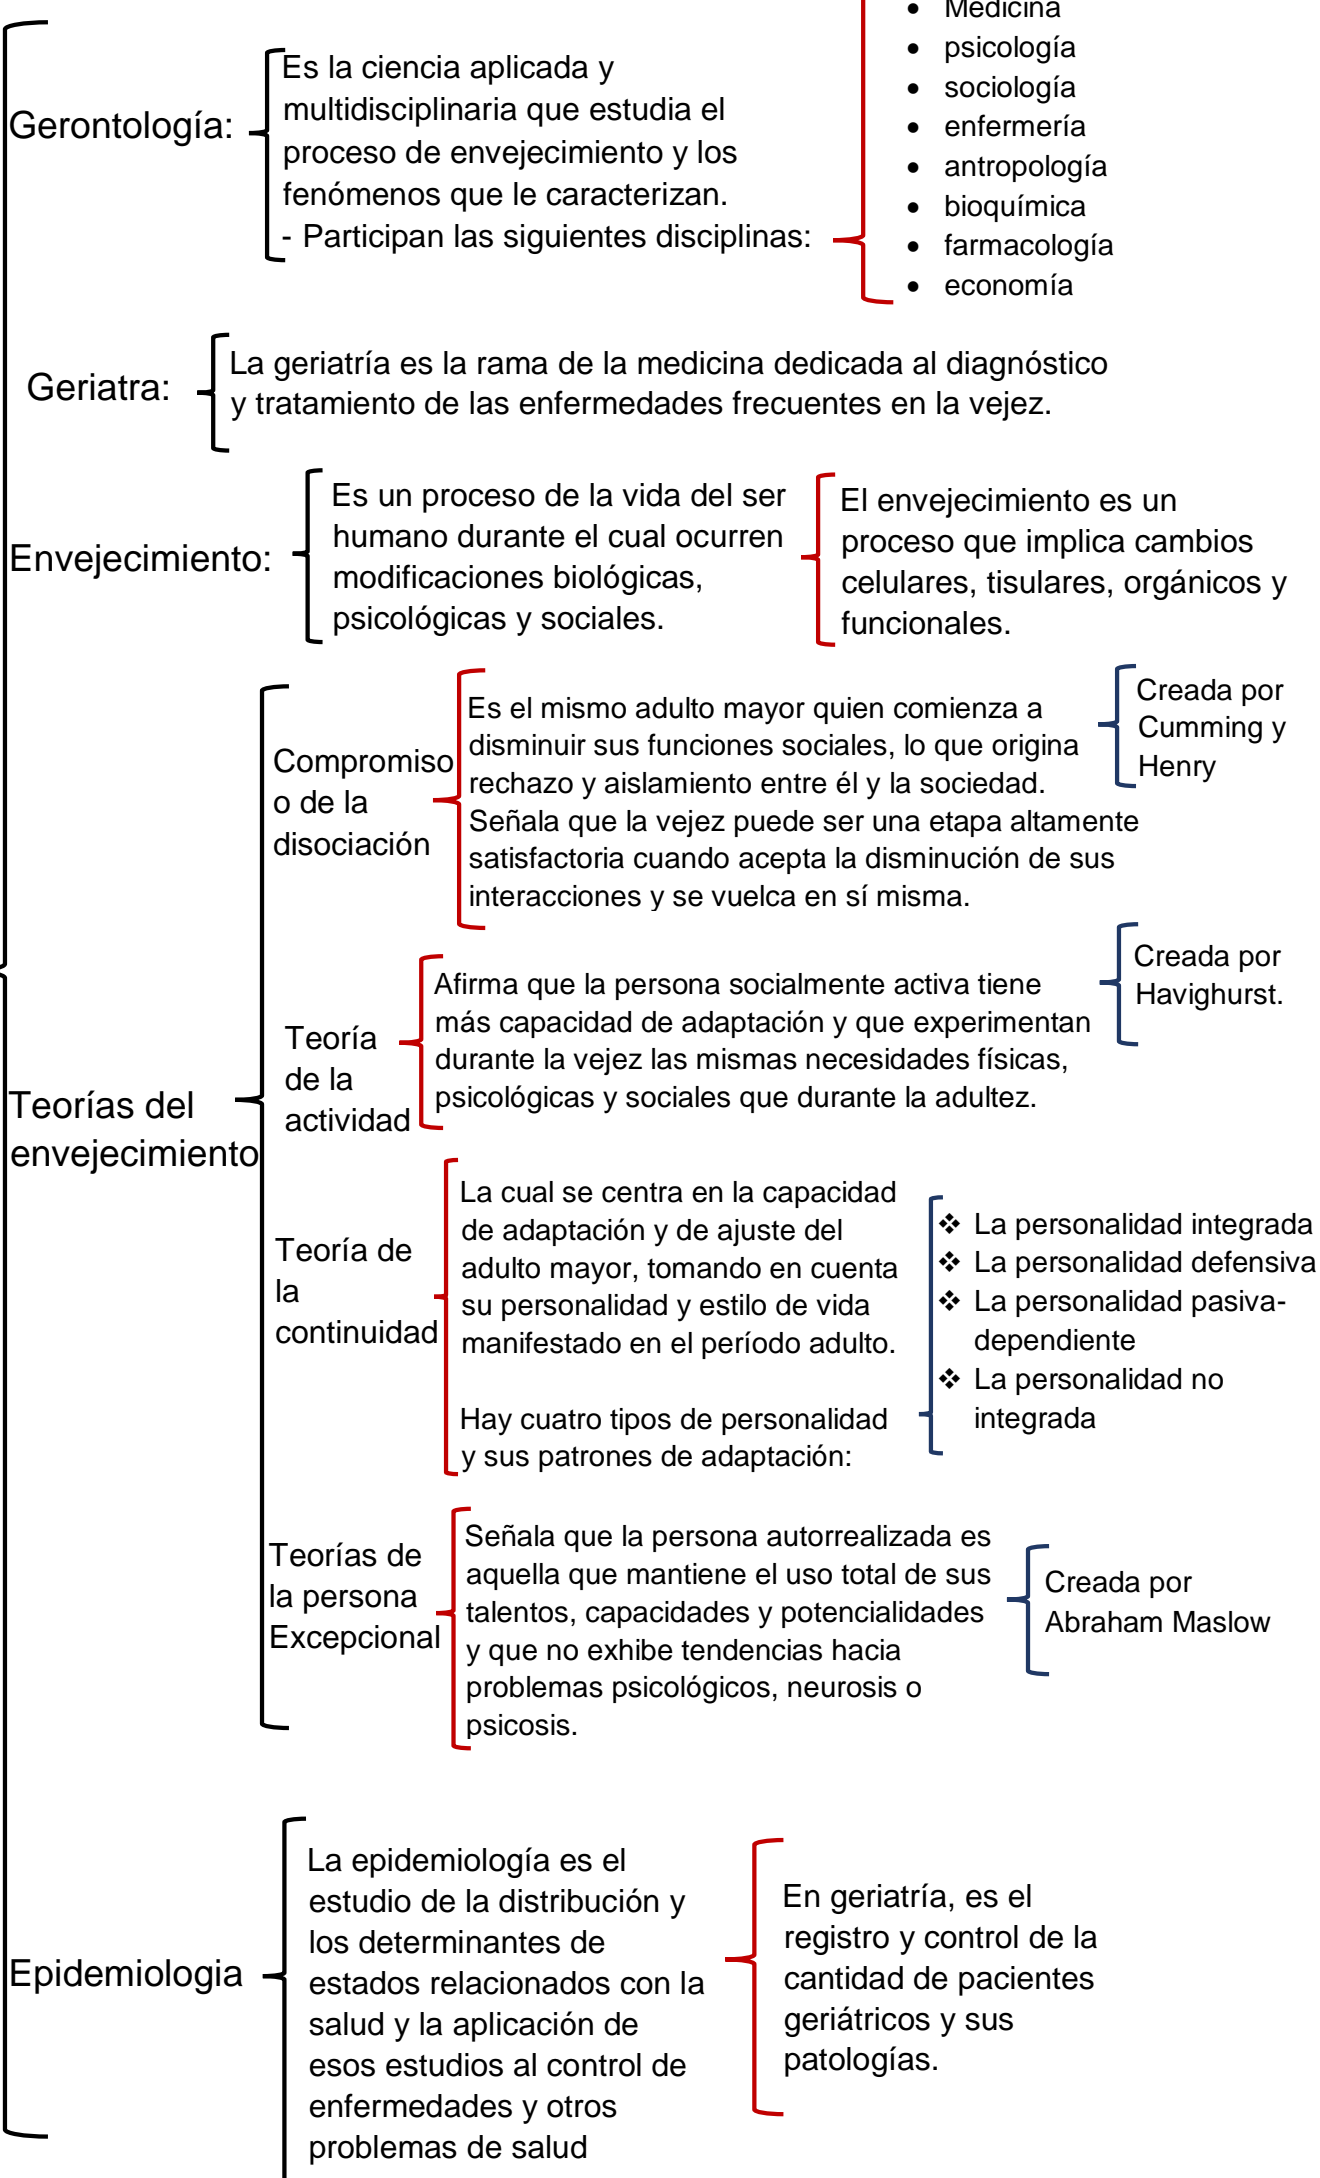 Gerontología:
Es la ciencia aplicada y
multidisciplinaria que estudia el
proceso de envejecimiento y los
fenómenos que le caracterizan.
- Participan las siguientes disciplinas:
• Medicina
• psicología
• sociología
• enfermería
• antropología
• bioquímica
• farmacología
• economía
Geriatra:
La geriatría es la rama de la medicina dedicada al diagnóstico
y tratamiento de las enfermedades frecuentes en la vejez.
Envejecimiento:
Es un proceso de la vida del ser
humano durante el cual ocurren
modificaciones biológicas,
psicológicas y sociales.
El envejecimiento es un
proceso que implica cambios
celulares, tisulares, orgánicos y
funcionales.
Teorías del
envejecimiento
Compromiso
o de la
disociación
Es el mismo adulto mayor quien comienza a
disminuir sus funciones sociales, lo que origina
rechazo y aislamiento entre él y la sociedad.
Señala que la vejez puede ser una etapa altamente
satisfactoria cuando acepta la disminución de sus
interacciones y se vuelca en sí misma.
Creada por
Cumming y
Henry
Teoría
de la
actividad
Afirma que la persona socialmente activa tiene
más capacidad de adaptación y que experimentan
durante la vejez las mismas necesidades físicas,
psicológicas y sociales que durante la adultez.
Creada por
Havighurst.
Teoría de
la
continuidad
La cual se centra en la capacidad
de adaptación y de ajuste del
adulto mayor, tomando en cuenta
su personalidad y estilo de vida
manifestado en el período adulto.
Hay cuatro tipos de personalidad
y sus patrones de adaptación:
❖ La personalidad integrada
❖ La personalidad defensiva
❖ La personalidad pasiva-
dependiente
❖ La personalidad no
integrada
Teorías de
la persona
Excepcional
Señala que la persona autorrealizada es
aquella que mantiene el uso total de sus
talentos, capacidades y potencialidades
y que no exhibe tendencias hacia
problemas psicológicos, neurosis o
psicosis.
Creada por
Abraham Maslow
Epidemiologia
La epidemiología es el
estudio de la distribución y
los determinantes de
estados relacionados con la
salud y la aplicación de
esos estudios al control de
enfermedades y otros
problemas de salud
En geriatría, es el
registro y control de la
cantidad de pacientes
geriátricos y sus
patologías.